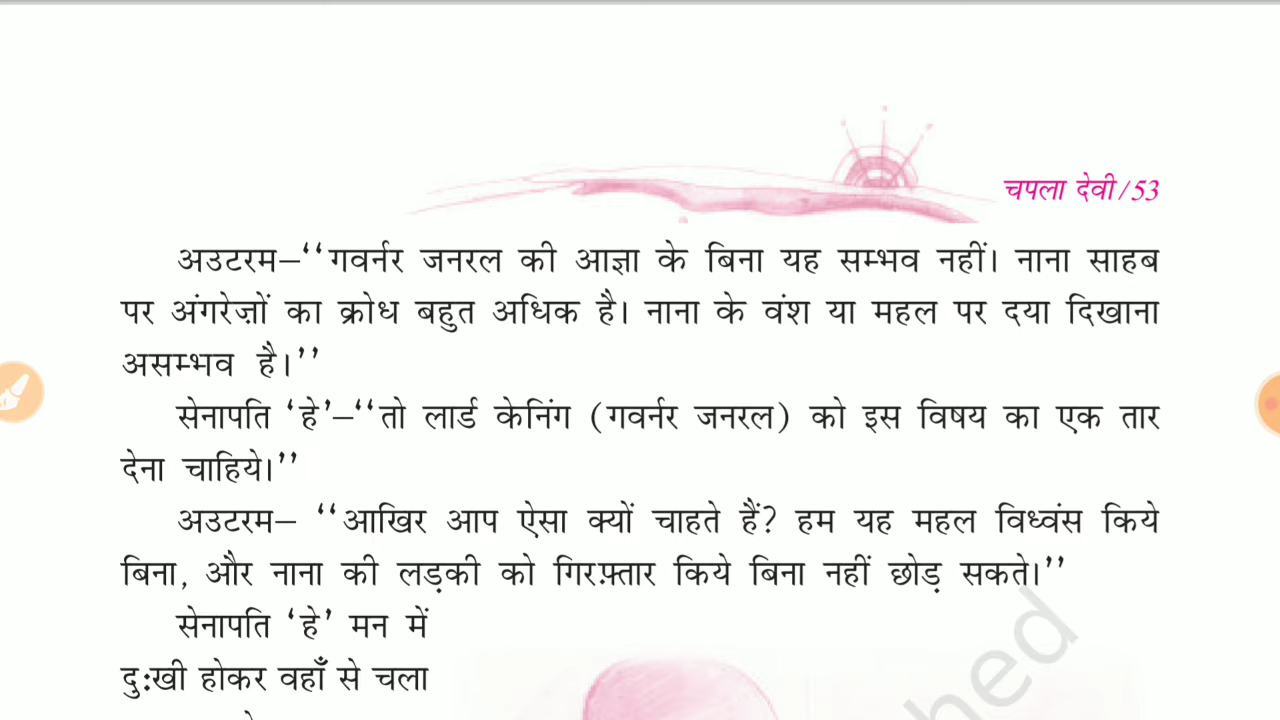 चपला देवी/53
अउटरम–‘‘गवर्नर जनरल की आज्ञा के बिना यह सम्भव नहीं। नाना साहब
पर अंगरेज़ों का क्रोध बहुत अधिक है। नाना के वंश या महल पर दया दिखाना
असम्भव है।’’
सेनापति ‘हे’–‘‘तो लार्ड केनिंग (गवर्नर जनरल) को इस विषय का एक तार
देना चाहिये।’’
अउटरम– ‘‘आखिर आप ऐसा क्यों चाहते हैं? हम यह महल विध्वंस किये
बिना, और नाना की लड़की को गिरफ़्तार किये बिना नहीं छोड़ सकते।’’
सेनापति ‘हे’ मन में
दुःखी होकर वहाँ से चला
hed